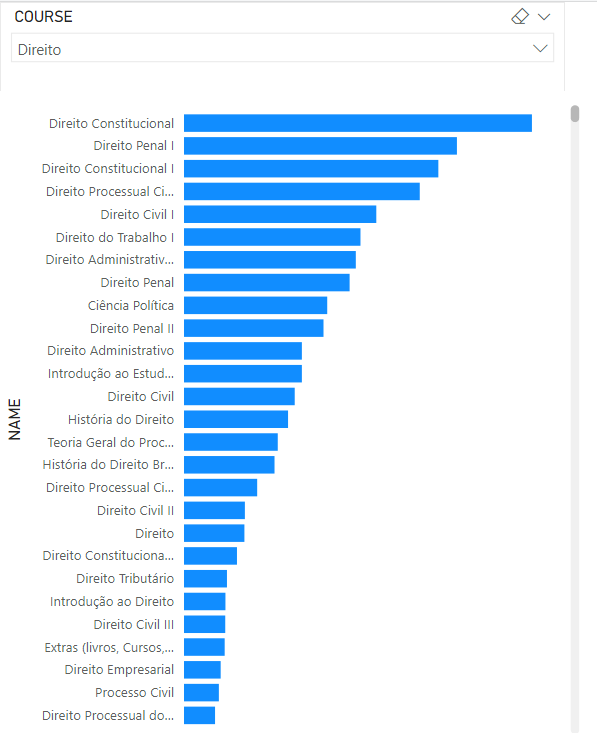 COURSE
Direito
Direito Constitucional
Direito Penal I
Direito Constitucional I
Direito Processual Ci...
Direito Civil I
Direito do Trabalho I
Direito Administrativ...
Direito Penal
Ciência Política
Direito Penal II
Direito Administrativo
Introdução ao Estud...
Direito Civil
História do Direito
Teoria Geral do Proc...
História do Direito Br...
Direito Processual Ci...
Direito Civil II
Direito
Direito Constituciona...
Direito Tributário
Introdução ao Direito
Direito Civil III
Extras (livros, Cursos,...
Direito Empresarial
Processo Civil
Direito Processual do...
NAME